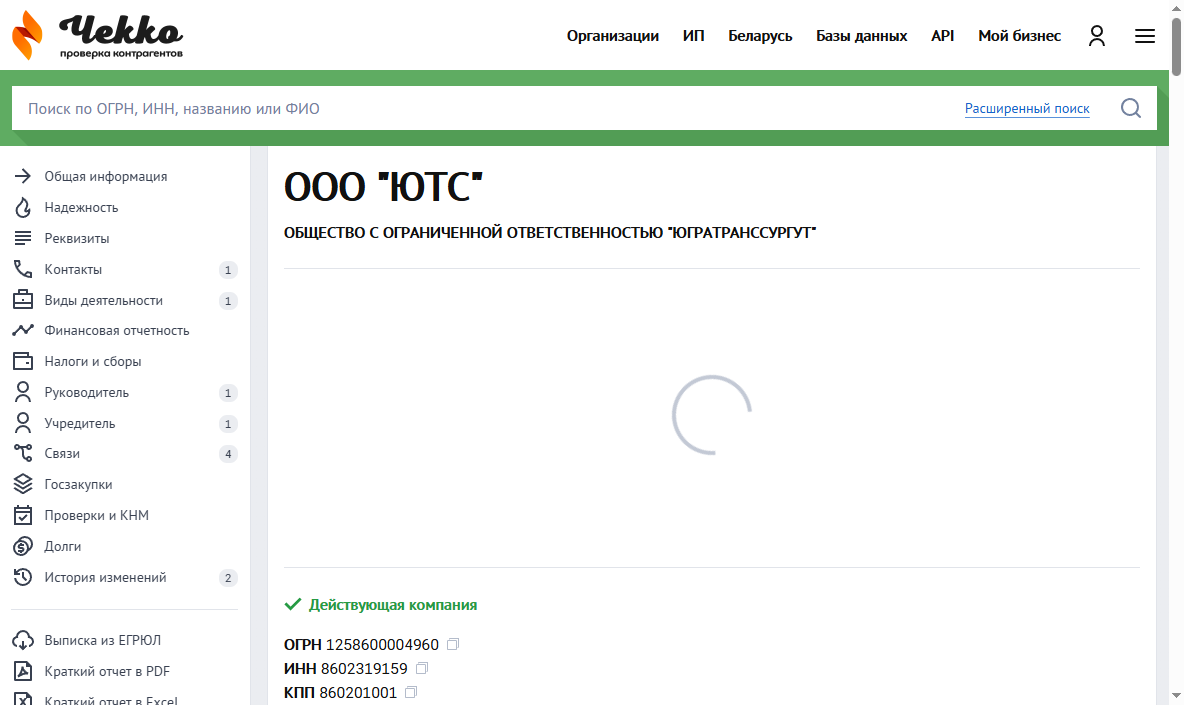 Чекко
проверка контрагентов
Организации
ИП
Беларусь
Базы данных
API
Мой бизнес
Поиск по ОГРН, ИНН, названию или ФИО
Расширенный поиск
Общая информация
Надежность
Реквизиты
Контакты 1
Виды деятельности 1
Финансовая отчетность
Налоги и сборы
Руководитель 1
Учредитель 1
Связи 4
Госзакупки
Проверки и КНМ
Долги
История изменений 2
Выписка из ЕГРЮЛ
Краткий отчет в PDF
Краткий отчет в Excel
ООО "ЮТС"
ОБЩЕСТВО С ОГРАНИЧЕННОЙ ОТВЕТСТВЕННОСТЬЮ "ЮГРАТРАНССУРГУТ"
Действующая компания
ОГРН 1258600004960
ИНН 8602319159
КПП 860201001